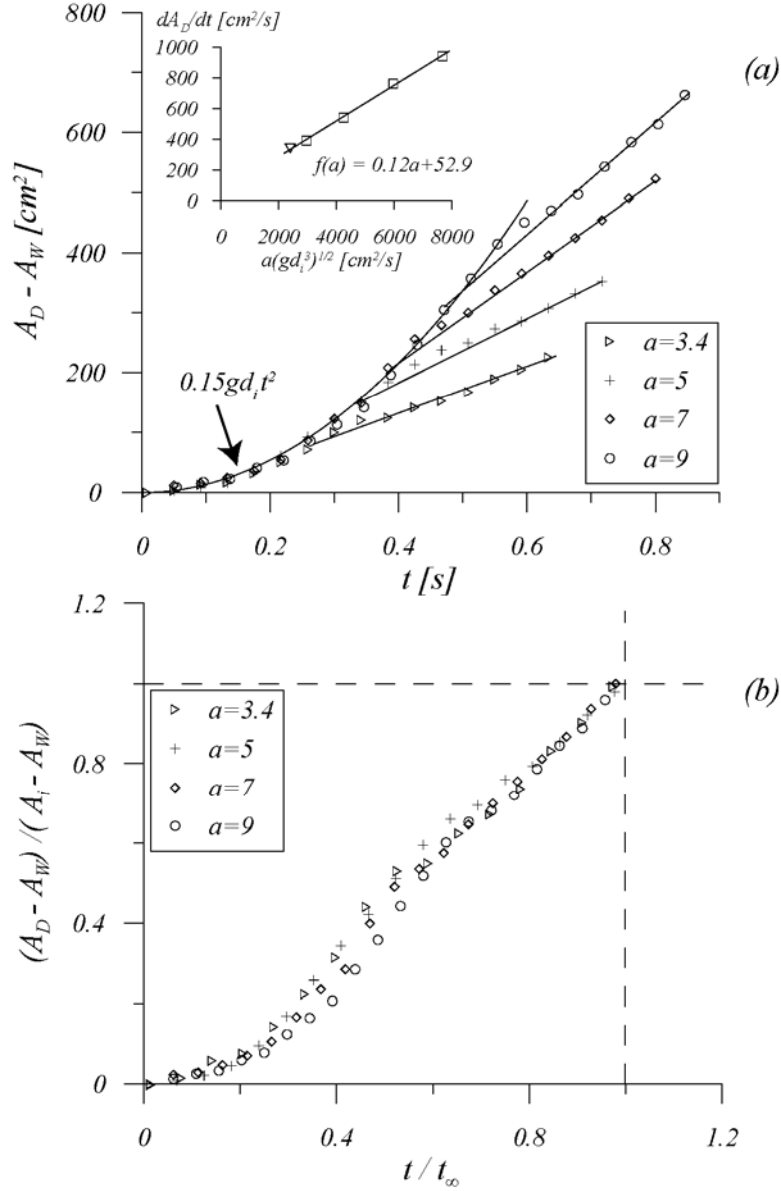 (a)
800
600
400
200
0
A_D - A_W [cm²]
dA_D/dt [cm²/s]
1000
800
600
400
200
0
f(a) = 0.12a+52.9
0 2000 4000 6000 8000
a(gd_i³)^{1/2} [cm²/s]
0.15gd_it²
a=3.4
a=5
a=7
a=9
0 0.2 0.4 0.6 0.8
t [s]
(b)
1.2
0.8
0.4
0
(A_D - A_W) / ( A_i - A_W)
a=3.4
a=5
a=7
a=9
0 0.4 0.8 1.2
t / t_∞